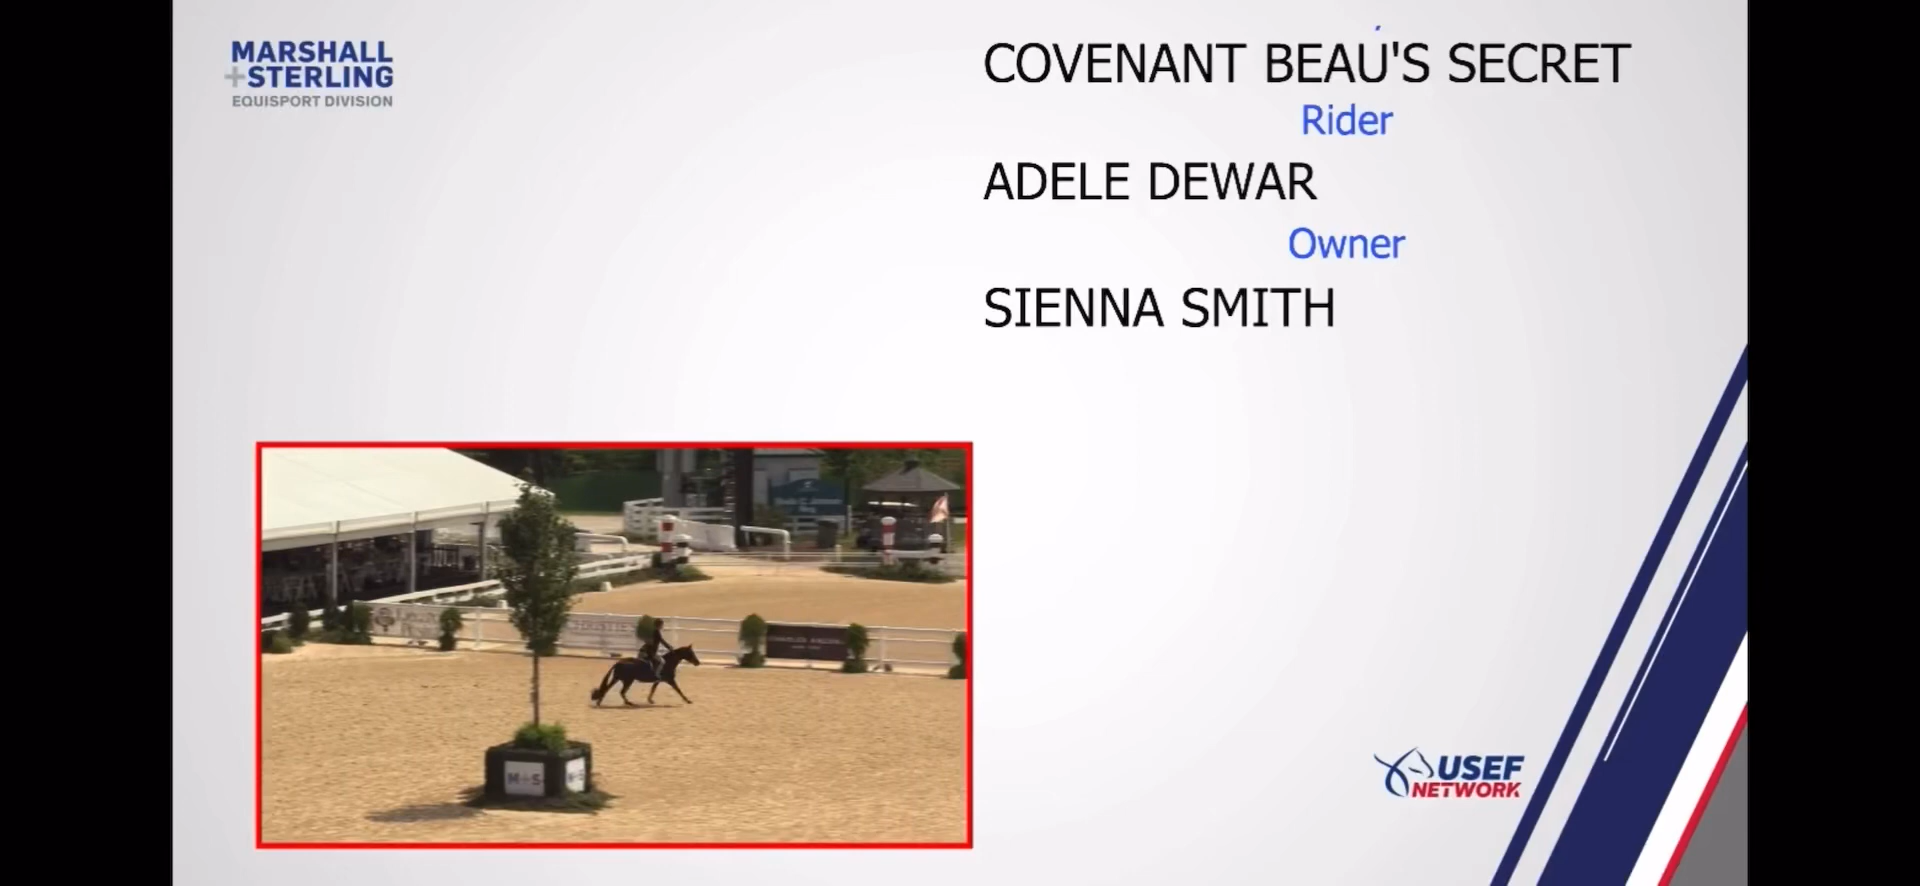 MARSHALL
+STERLING
EQUISPORT DIVISION
COVENANT BEAU'S SECRET
Rider
ADELE DEWAR
Owner
SIENNA SMITH
M+S
USEF
NETWORK